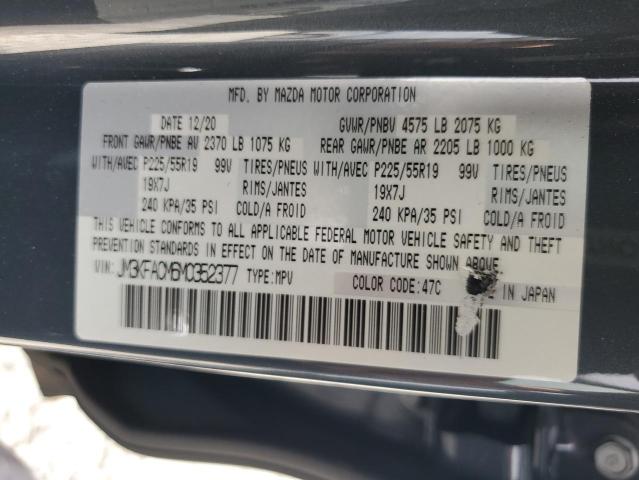 MFD. BY MAZDA MOTOR CORPORATION
DATE 12/20 GVWR/PNBV 4575 LB 2075 KG
FRONT GAWR/PNBE AV 2370 LB 1075 KG REAR GAWR/PNBE AR 2205 LB 1000 KG
WITH/AVEC P225/55R19 99V TIRES/PNEUS WITH/AVEC P225/55R19 99V TIRES/PNEUS
19X7J RIMS/JANTES 19X7J RIMS/JANTES
240 KPA/35 PSI COLD/A FROID 240 KPA/35 PSI COLD/A FROID
THIS VEHICLE CONFORMS TO ALL APPLICABLE FEDERAL MOTOR VEHICLE SAFETY AND THEFT
PREVENTION STANDARDS IN EFFECT ON THE DATE OF MANUFACTURE SHOWN ABOVE.
VIN: JM3KFACM6M0352377 TYPE: MPV COLOR CODE: 47C IN JAPAN